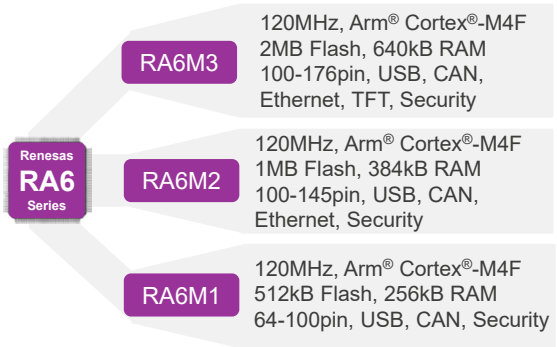 RA6M3
120MHz, Arm® Cortex®-M4F
2MB Flash, 640kB RAM
100-176pin, USB, CAN,
Ethernet, TFT, Security
Renesas
RA6
Series
RA6M2
120MHz, Arm® Cortex®-M4F
1MB Flash, 384kB RAM
100-145pin, USB, CAN,
Ethernet, Security
RA6M1
120MHz, Arm® Cortex®-M4F
512kB Flash, 256kB RAM
64-100pin, USB, CAN, Security